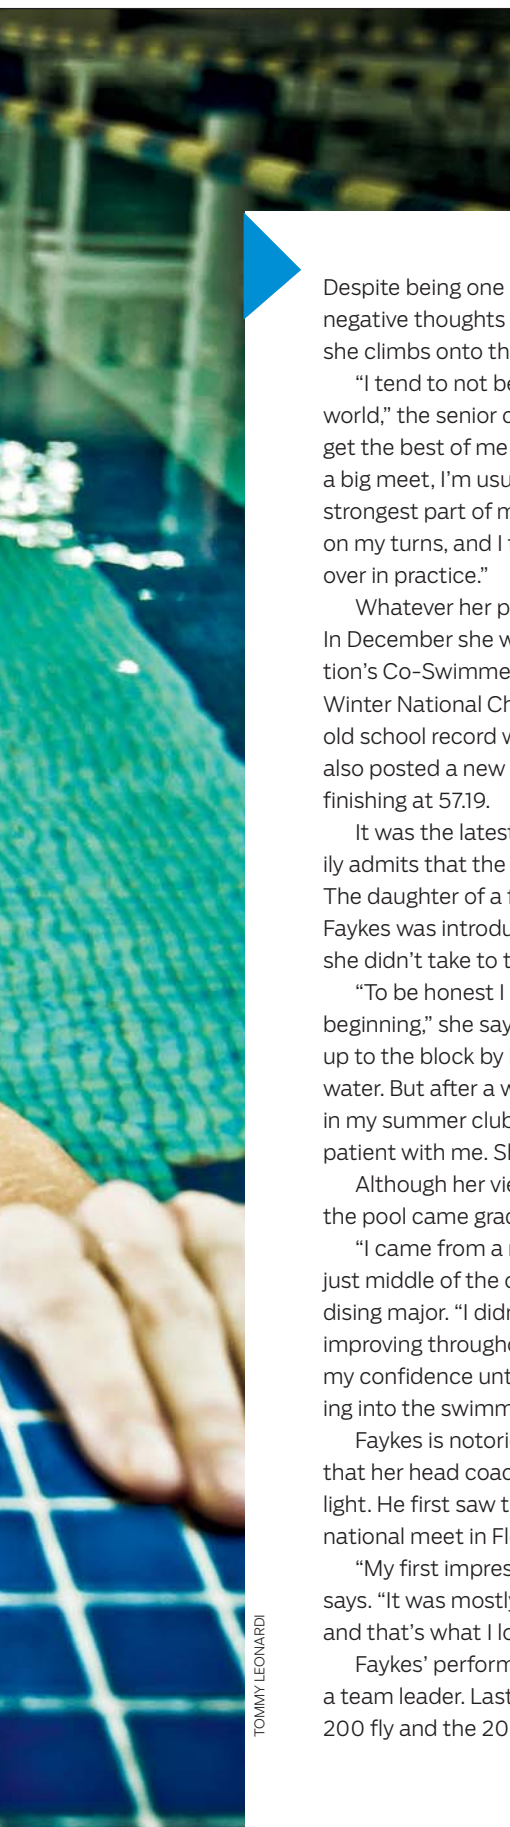 Despite being one
negative thoughts
she climbs onto th
“I tend to not be
world,” the senior
get the best of me
a big meet, I’m usu
strongest part of m
on my turns, and I
over in practice.”
Whatever her p
In December she w
tion’s Co-Swimme
Winter National Ch
old school record
also posted a new
finishing at 57.19.
It was the latest
ily admits that the
The daughter of a
Faykes was introdu
she didn’t take to t
“To be honest I
beginning,” she say
up to the block by
water. But after a w
in my summer club
patient with me. S
Although her vie
the pool came grad
“I came from a
just middle of the
dising major. “I did
improving through
my confidence unt
ing into the swimm
Faykes is notori
that her head coac
light. He first saw t
national meet in Fl
“My first impres
says. “It was mostly
and that’s what I lo
Faykes’ perform
a team leader. Last
200 fly and the 20
TOMMY LEONARDI